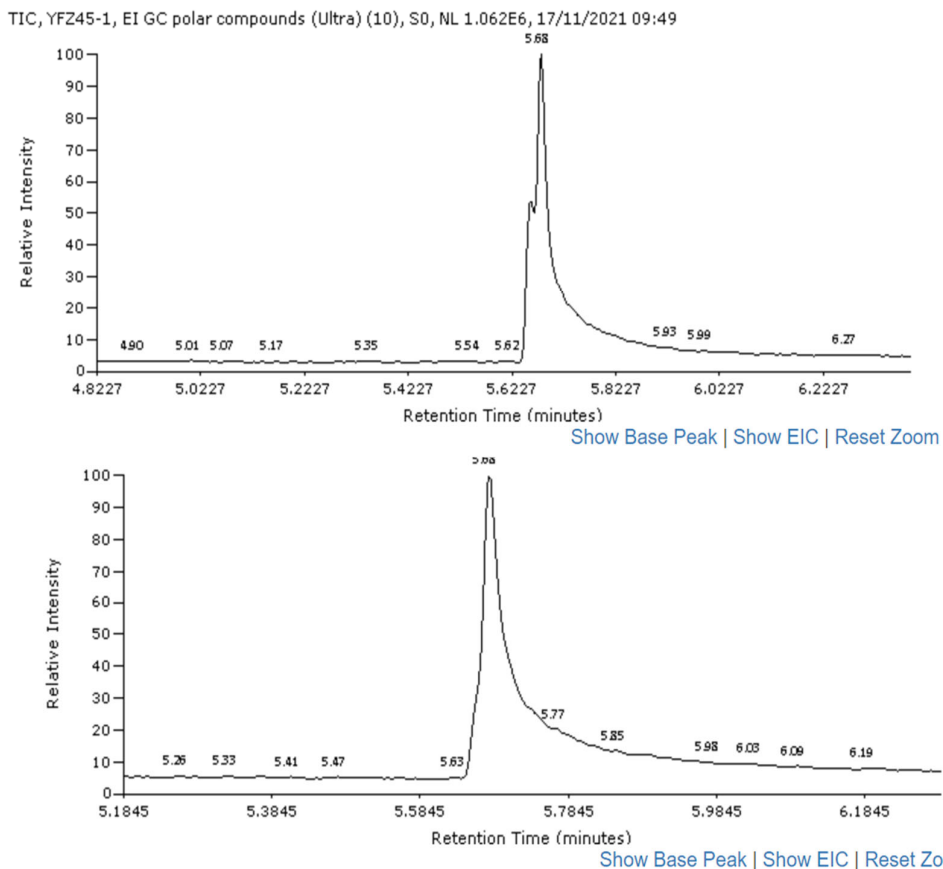 TIC, YFZ45-1, EI GC polar compounds (Ultra) (10), S0, NL 1.062E6, 17/11/2021 09:49
5.68
100
90
80
70
60
50
40
30
20
10
0
Relative Intensity
4.90 5.01 5.07 5.17 5.35 5.54 5.62 5.93 5.99 6.27
4.8227 5.0227 5.2227 5.4227 5.6227 5.8227 6.0227 6.2227
Retention Time (minutes)
Show Base Peak | Show EIC | Reset Zoom
100
90
80
70
60
50
40
30
20
10
0
Relative Intensity
5.26 5.33 5.41 5.47 5.63 5.77 5.85 5.98 6.03 6.09 6.19
5.1845 5.3845 5.5845 5.7845 5.9845 6.1845
Retention Time (minutes)
Show Base Peak | Show EIC | Reset Zo